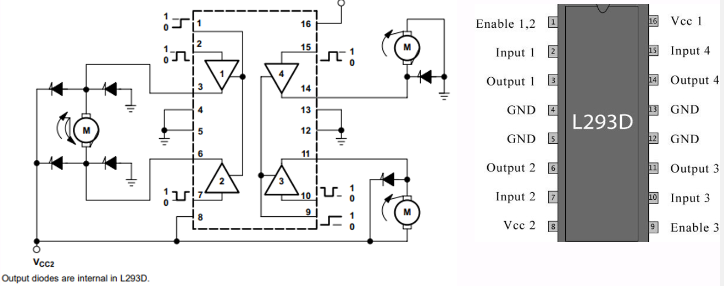 1
0
1
0
1
2
3
4
5
6
7
8
16
15
14
13
12
11
10
9
1
0
1
0
1
0
1
0
1
2
3
4
M
M
M
VCC2
Output diodes are internal in L293D.
Enable 1,2 1 16 Vcc 1
Input 1 2 15 Input 4
Output 1 3 14 Output 4
GND 4 13 GND
L293D
GND 5 12 GND
Output 2 6 11 Output 3
Input 2 7 10 Input 3
Vcc 2 8 9 Enable 3